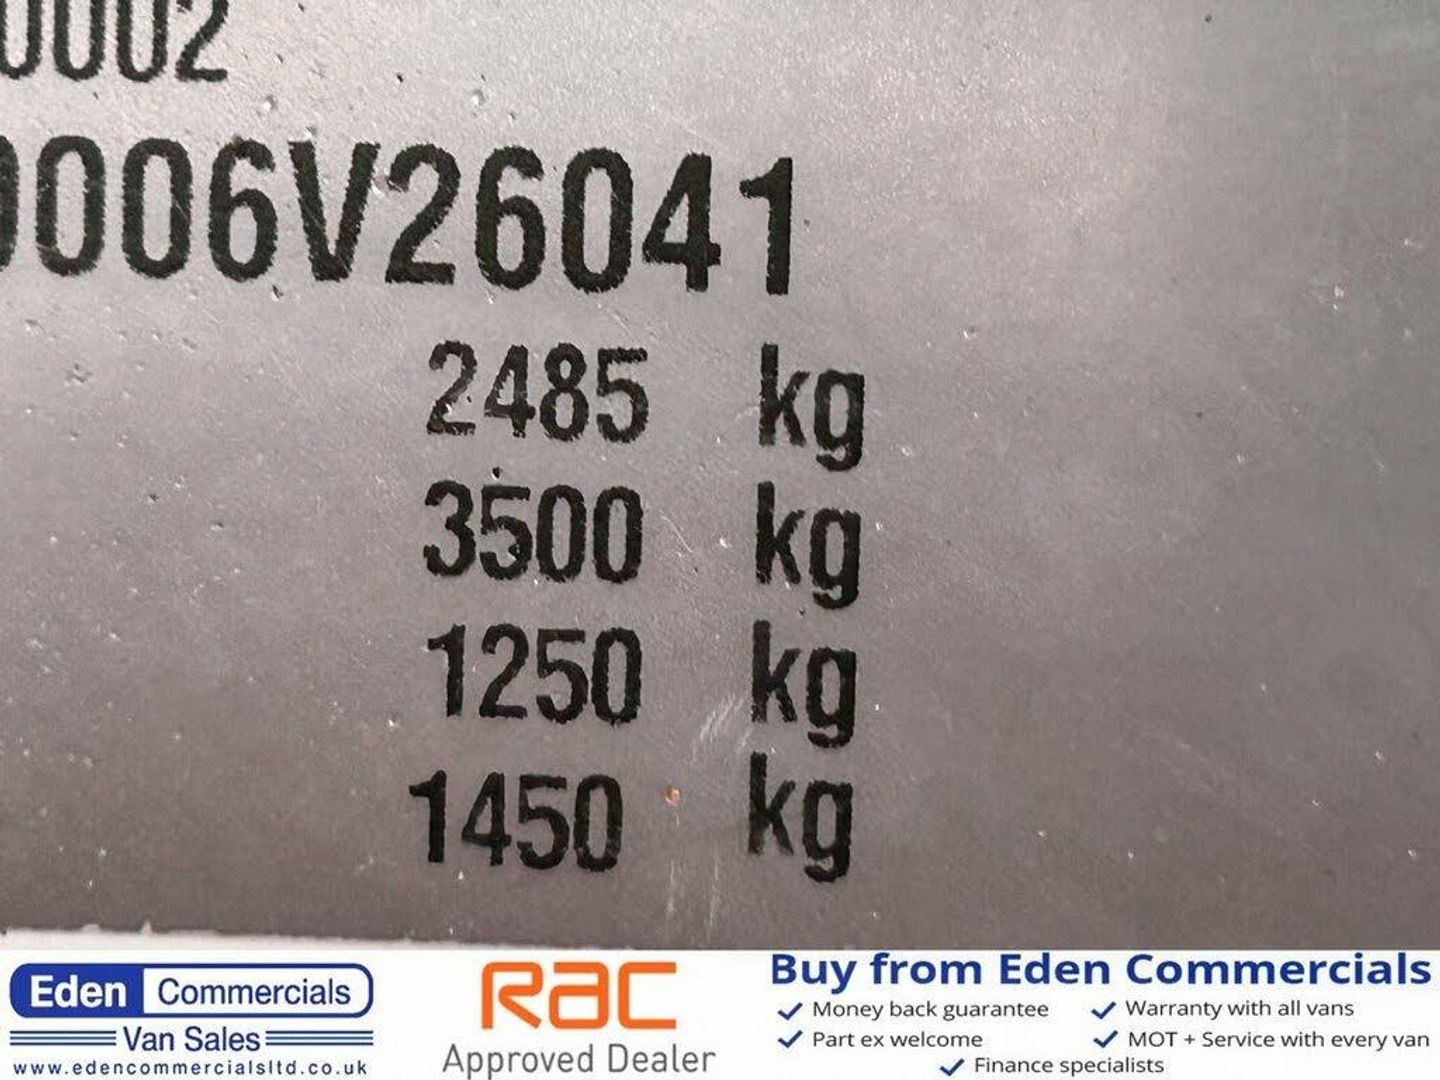 0002
0006V26041
2485 kg
3500 kg
1250 kg
1450 kg
Eden Commercials
Van Sales
www.edencommercialsltd.co.uk
RAC
Approved Dealer
Buy from Eden Commercials
Money back guarantee
Warranty with all vans
Part ex welcome
MOT + Service with every van
Finance specialists